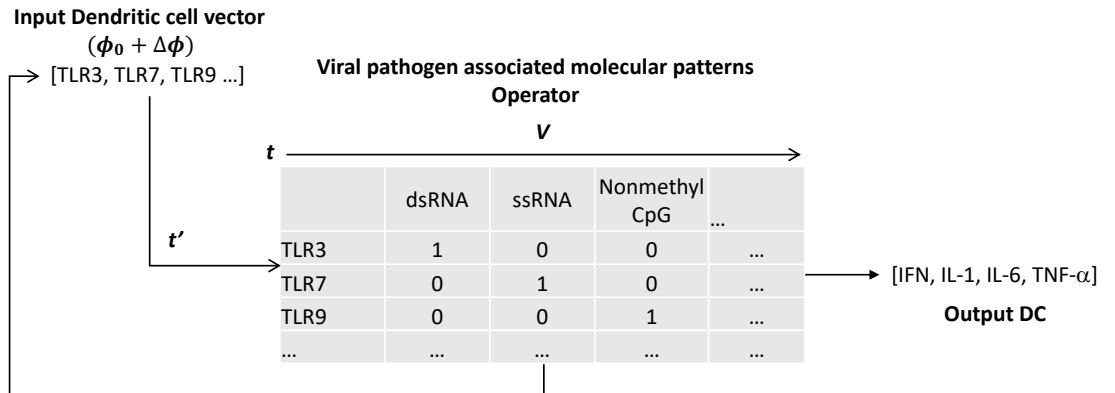 Input Dendritic cell vector
(ϕ₀ + Δϕ)
[TLR3, TLR7, TLR9 ...]
Viral pathogen associated molecular patterns
Operator
V
t
dsRNA ssRNA Nonmethyl CpG ...
t’
TLR3 1 0 0 ...
TLR7 0 1 0 ...
TLR9 0 0 1 ...
... ... ... ... ...
[IFN, IL-1, IL-6, TNF-α]
Output DC